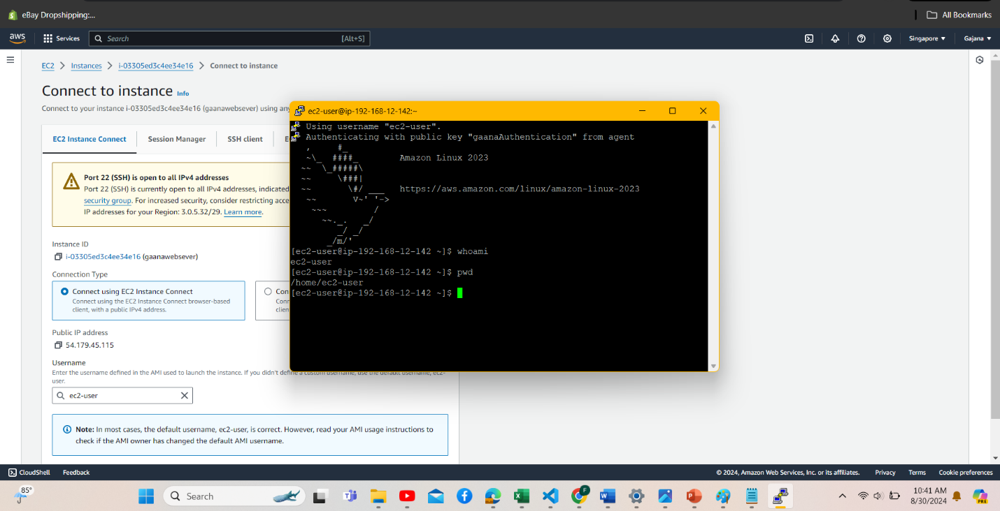 eBay Dropshipping:...
All Bookmarks
aws
Services
Search
[Alt+S]
Singapore
Gajana
EC2
Instances
i-03305ed3c4ee34e16
Connect to instance
Connect to instance Info
Connect to your instance i-03305ed3c4ee34e16 (gaanawebsever) using any
EC2 Instance Connect
Session Manager
SSH client
E
Port 22 (SSH) is open to all IPv4 addresses
Port 22 (SSH) is currently open to all IPv4 addresses, indicated
security group. For increased security, consider restricting acce
IP addresses for your Region: 3.0.5.32/29. Learn more.
Instance ID
i-03305ed3c4ee34e16 (gaanawebsever)
Connection Type
Connect using EC2 Instance Connect
Connect using the EC2 Instance Connect browser-based
client, with a public IPv4 address.
Con
Conn
clien
Public IP address
54.179.45.115
Username
Enter the username defined in the AMI used to launch the instance. If you didn't define a custom username, use the default username, ec2-
user.
ec2-user
Note: In most cases, the default username, ec2-user, is correct. However, read your AMI usage instructions to
check if the AMI owner has changed the default AMI username.
ec2-user@ip-192-168-12-142:~
Using username "ec2-user".
Authenticating with public key "gaanaAuthentication" from agent
   ,     #_
   ~\_  ####_        Amazon Linux 2023
  ~~  \_#####\
  ~~     \###|
  ~~       \#/ ___   https://aws.amazon.com/linux/amazon-linux-2023
   ~~       V~' '->
    ~~~         /
      ~~._.   _/
         _/ _/
       _/m/'
[ec2-user@ip-192-168-12-142 ~]$ whoami
ec2-user
[ec2-user@ip-192-168-12-142 ~]$ pwd
/home/ec2-user
[ec2-user@ip-192-168-12-142 ~]$
CloudShell
Feedback
© 2024, Amazon Web Services, Inc. or its affiliates.
Privacy
Terms
Cookie preferences
85°
Search
F
10:41 AM
8/30/2024
PRE